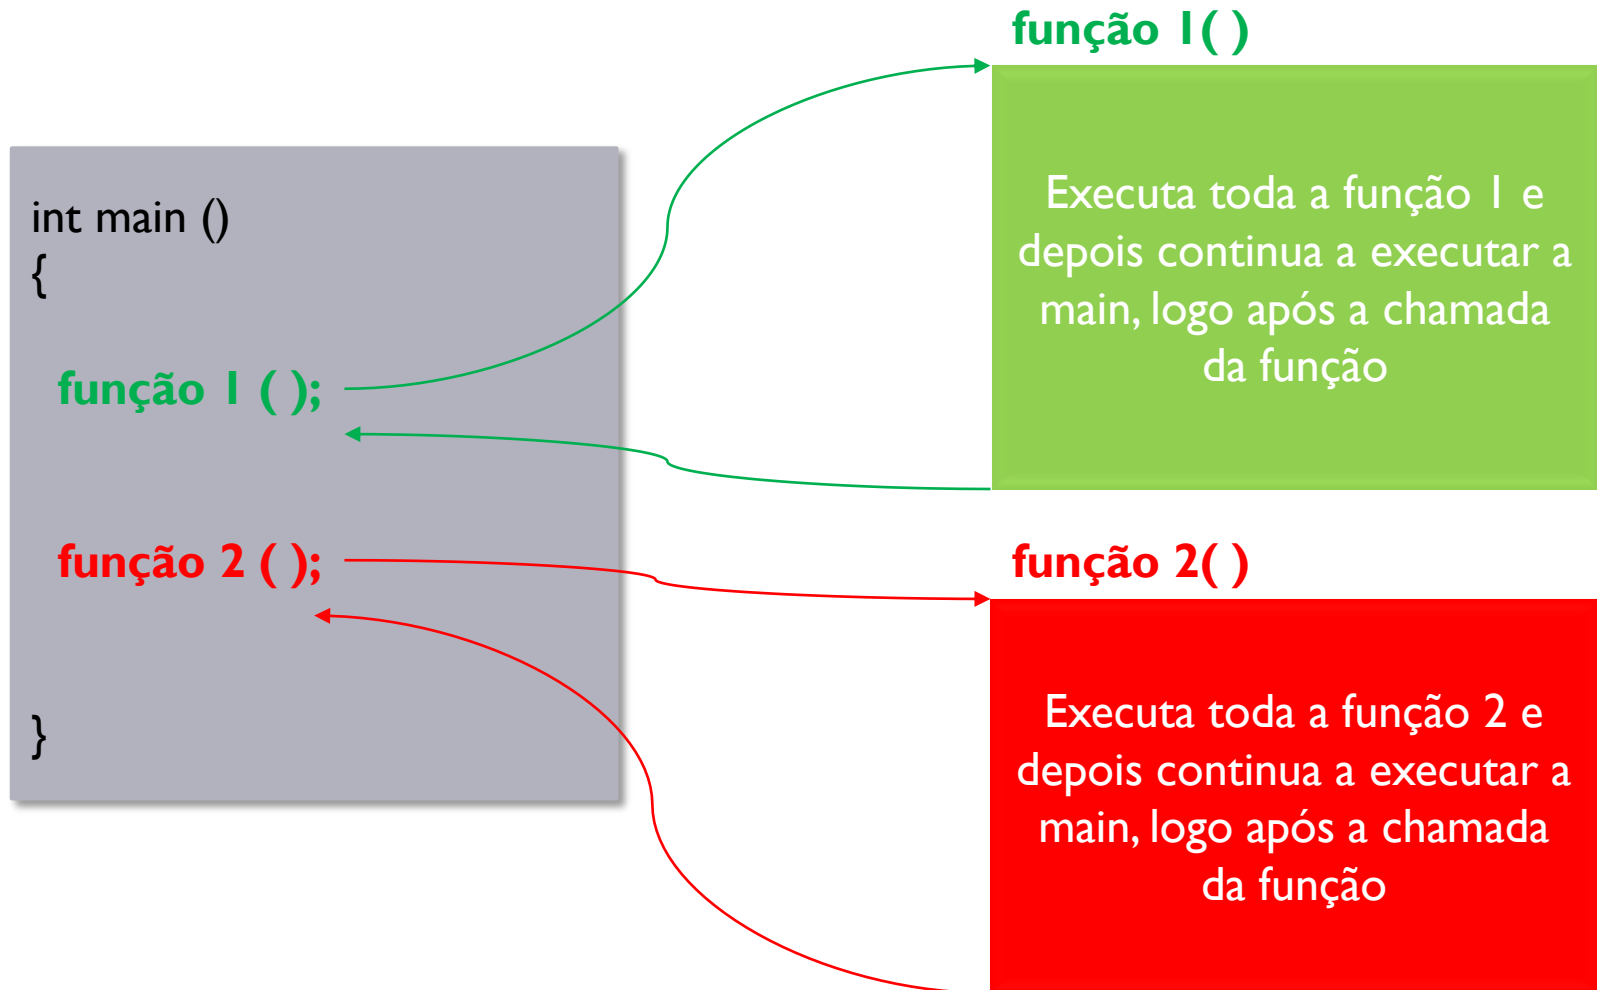 int main ()
{
função 1 ( );
função 2 ( );
}
função 1( )
Executa toda a função 1 e
depois continua a executar a
main, logo após a chamada
da função
função 2( )
Executa toda a função 2 e
depois continua a executar a
main, logo após a chamada
da função